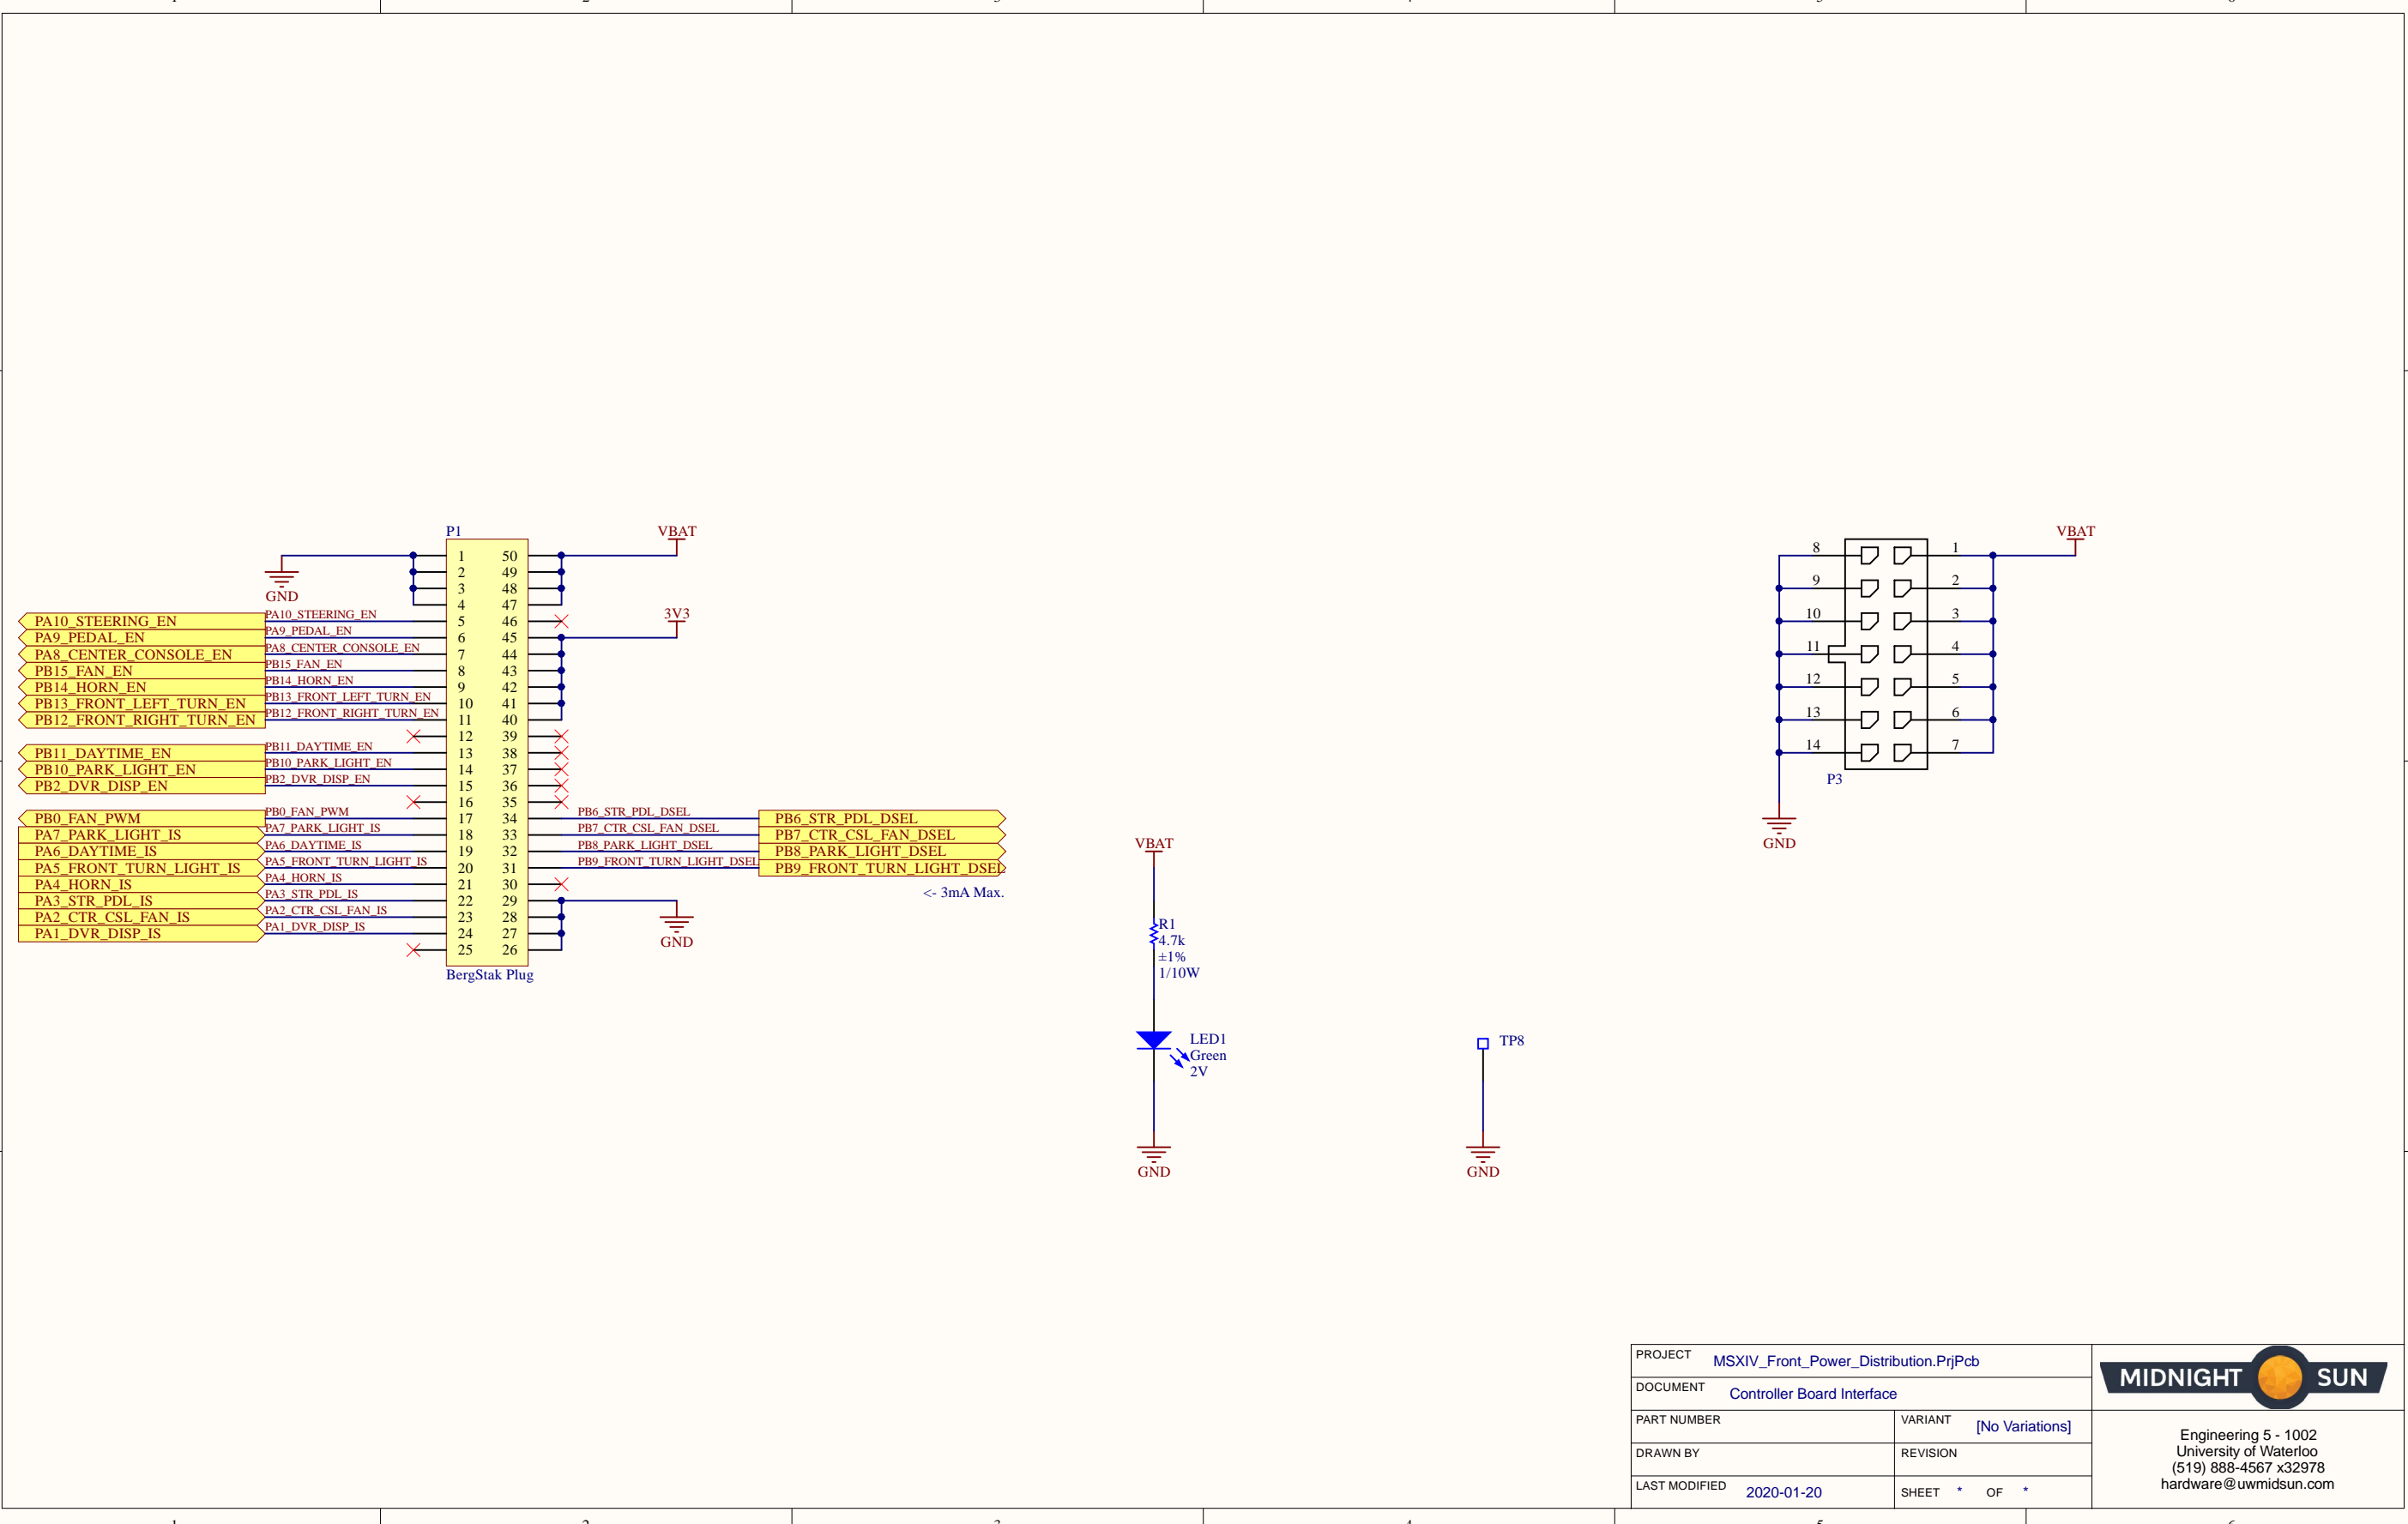 P1
VBAT
1 50
2 49
3 48
4 47
GND
PA10_STEERING_EN PA10_STEERING_EN 5 46
3V3
PA9_PEDAL_EN PA9_PEDAL_EN 6 45
PA8_CENTER_CONSOLE_EN PA8_CENTER_CONSOLE_EN 7 44
PB15_FAN_EN PB15_FAN_EN 8 43
PB14_HORN_EN PB14_HORN_EN 9 42
PB13_FRONT_LEFT_TURN_EN PB13_FRONT_LEFT_TURN_EN 10 41
PB12_FRONT_RIGHT_TURN_EN PB12_FRONT_RIGHT_TURN_EN 11 40
12 39
PB11_DAYTIME_EN PB11_DAYTIME_EN 13 38
PB10_PARK_LIGHT_EN PB10_PARK_LIGHT_EN 14 37
PB2_DVR_DISP_EN PB2_DVR_DISP_EN 15 36
16 35
PB0_FAN_PWM PB0_FAN_PWM 17 34 PB6_STR_PDL_DSEL PB6_STR_PDL_DSEL
PA7_PARK_LIGHT_IS PA7_PARK_LIGHT_IS 18 33 PB7_CTR_CSL_FAN_DSEL PB7_CTR_CSL_FAN_DSEL
PA6_DAYTIME_IS PA6_DAYTIME_IS 19 32 PB8_PARK_LIGHT_DSEL PB8_PARK_LIGHT_DSEL
PA5_FRONT_TURN_LIGHT_IS PA5_FRONT_TURN_LIGHT_IS 20 31 PB9_FRONT_TURN_LIGHT_DSEL PB9_FRONT_TURN_LIGHT_DSEL
PA4_HORN_IS PA4_HORN_IS 21 30
<- 3mA Max.
PA3_STR_PDL_IS PA3_STR_PDL_IS 22 29
PA2_CTR_CSL_FAN_IS PA2_CTR_CSL_FAN_IS 23 28
PA1_DVR_DISP_IS PA1_DVR_DISP_IS 24 27
GND
25 26
BergStak Plug
VBAT
R1
4.7k
±1%
1/10W
LED1
Green
2V
GND
TP8
GND
VBAT
8 1
9 2
10 3
11 4
12 5
13 6
14 7
P3
GND
PROJECT MSXIV_Front_Power_Distribution.PrjPcb
DOCUMENT Controller Board Interface
PART NUMBER
VARIANT [No Variations]
DRAWN BY
REVISION
LAST MODIFIED 2020-01-20
SHEET * OF *
MIDNIGHT SUN
Engineering 5 - 1002
University of Waterloo
(519) 888-4567 x32978
hardware@uwmidsun.com